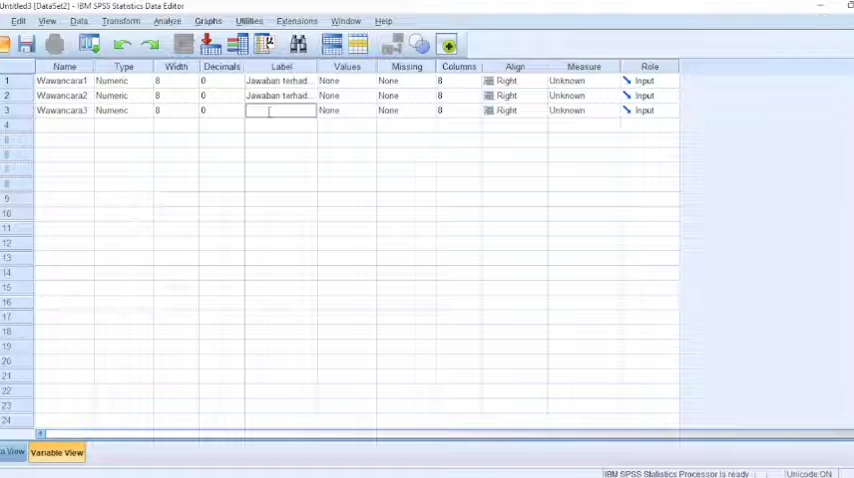 Untitled3 [DataSet2] - IBM SPSS Statistics Data Editor
Edit View Data Transform Analyze Graphs Utilities Extensions Window Help
Name Type Width Decimals Label Values Missing Columns Align Measure Role
1 Wawancara1 Numeric 8 0 Jawaban terhad... None None 8 Right Unknown Input
2 Wawancara2 Numeric 8 0 Jawaban terhad... None None 8 Right Unknown Input
3 Wawancara3 Numeric 8 0 None None 8 Right Unknown Input
4
5
6
7
8
9
10
11
12
13
14
15
16
17
18
19
20
21
22
23
24
View Variable View
IBM SPSS Statistics Processor is ready Unicode:ON